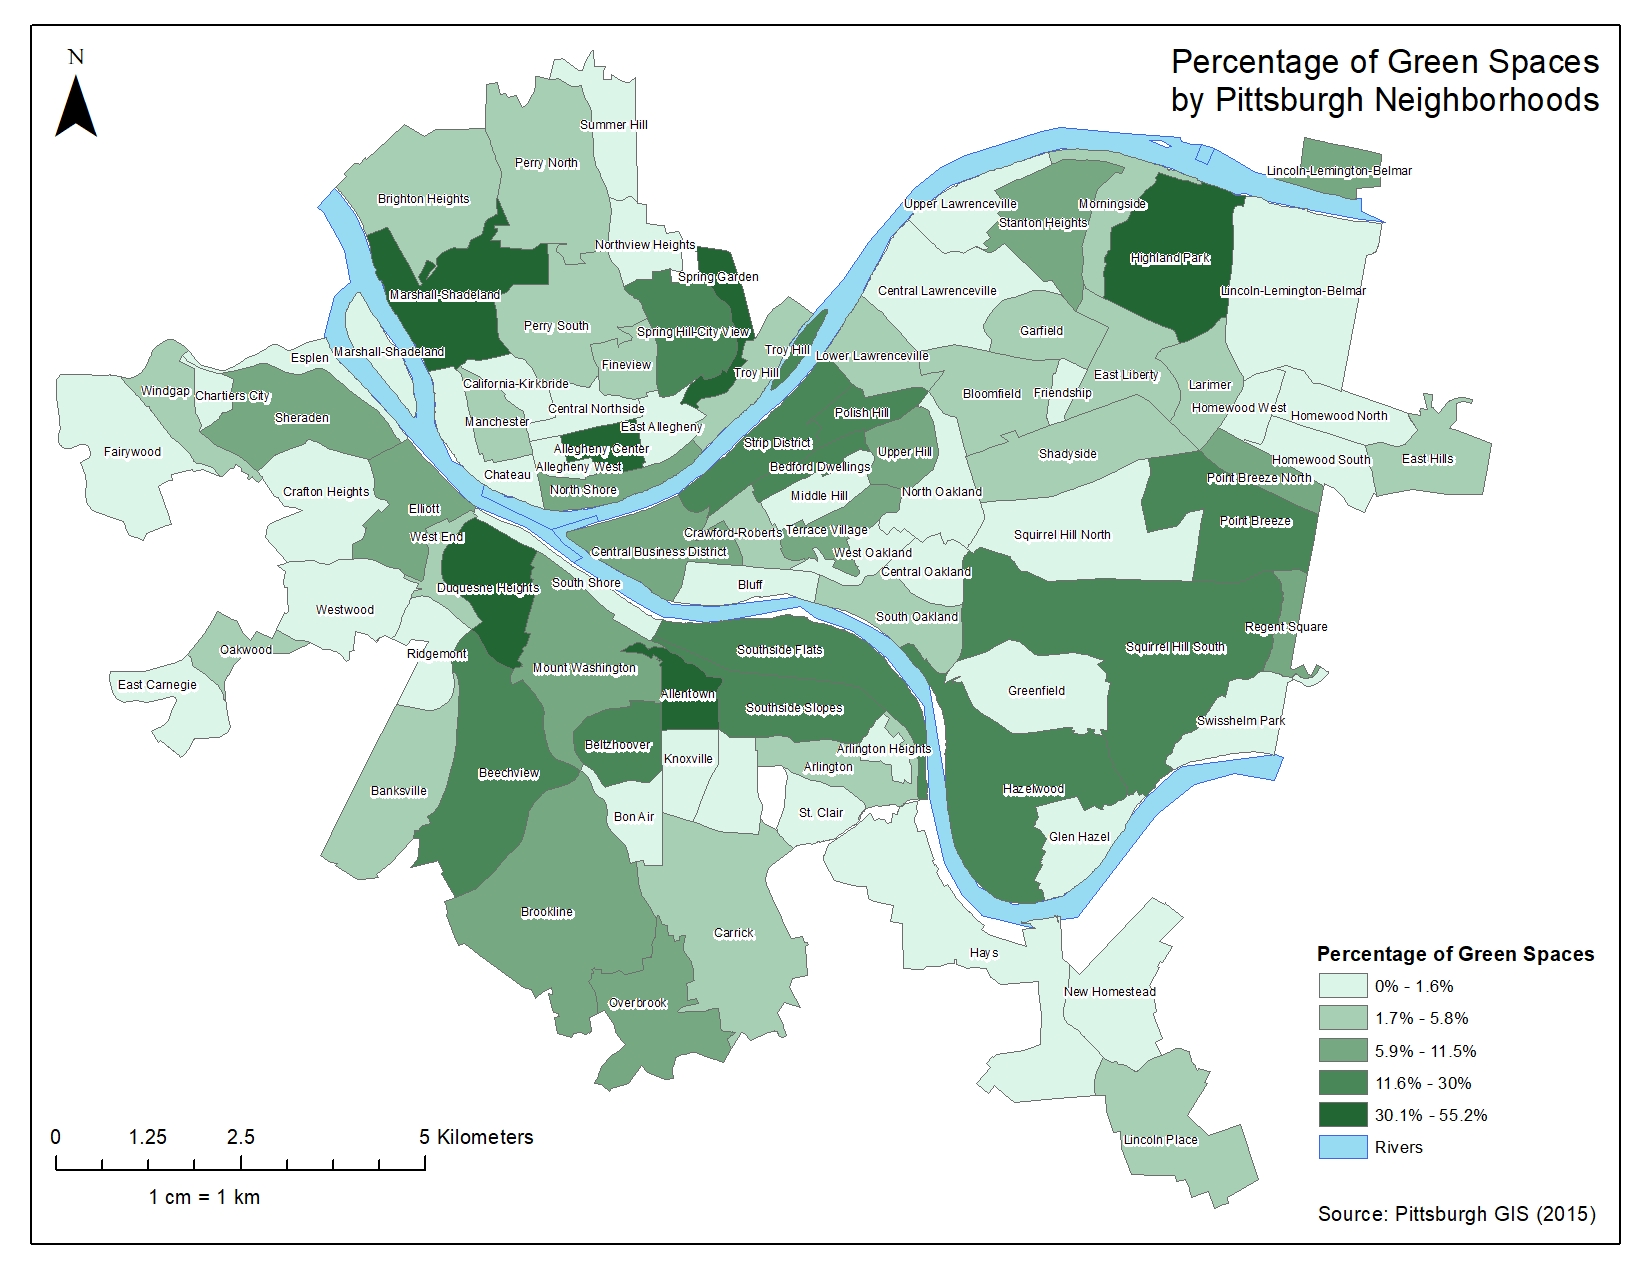 N
Percentage of Green Spaces
by Pittsburgh Neighborhoods
Summer Hill
Perry North
Lincoln-Lemington-Belmar
Brighton Heights
Upper Lawrenceville
Morningside
Stanton Heights
Northview Heights
Highland Park
Spring Garden
Marshall-Shadeland
Central Lawrenceville
Lincoln-Lemington-Belmar
Perry South
Spring Hill-City View
Garfield
Marshall-Shadeland
Esplen
Troy Hill
Lower Lawrenceville
Fineview
Troy Hill
East Liberty
California-Kirkbride
Larimer
Windgap
Chartiers City
Bloomfield
Friendship
Central Northside
Homewood West
Homewood North
Sheraden
Manchester
Polish Hill
East Allegheny
Strip District
Fairywood
Allegheny Center
Upper Hill
Shadyside
Homewood South
East Hills
Allegheny West
Bedford Dwellings
Chateau
Point Breeze North
Crafton Heights
North Shore
Middle Hill
North Oakland
Elliott
Point Breeze
West End
Crawford-Roberts
Terrace Village
Squirrel Hill North
Central Business District
West Oakland
Central Oakland
Duquesne Heights
South Shore
Bluff
Westwood
South Oakland
Regent Square
Oakwood
Ridgemont
Southside Flats
Squirrel Hill South
Mount Washington
East Carnegie
Allentown
Greenfield
Southside Slopes
Swisshelm Park
Beltzhoover
Knoxville
Arlington Heights
Arlington
Beechview
Banksville
Hazelwood
Bon Air
St. Clair
Glen Hazel
Brookline
Carrick
Hays
Overbrook
New Homestead
Lincoln Place
Percentage of Green Spaces
0% - 1.6%
1.7% - 5.8%
5.9% - 11.5%
11.6% - 30%
30.1% - 55.2%
Rivers
0 1.25 2.5 5 Kilometers
1 cm = 1 km
Source: Pittsburgh GIS (2015)